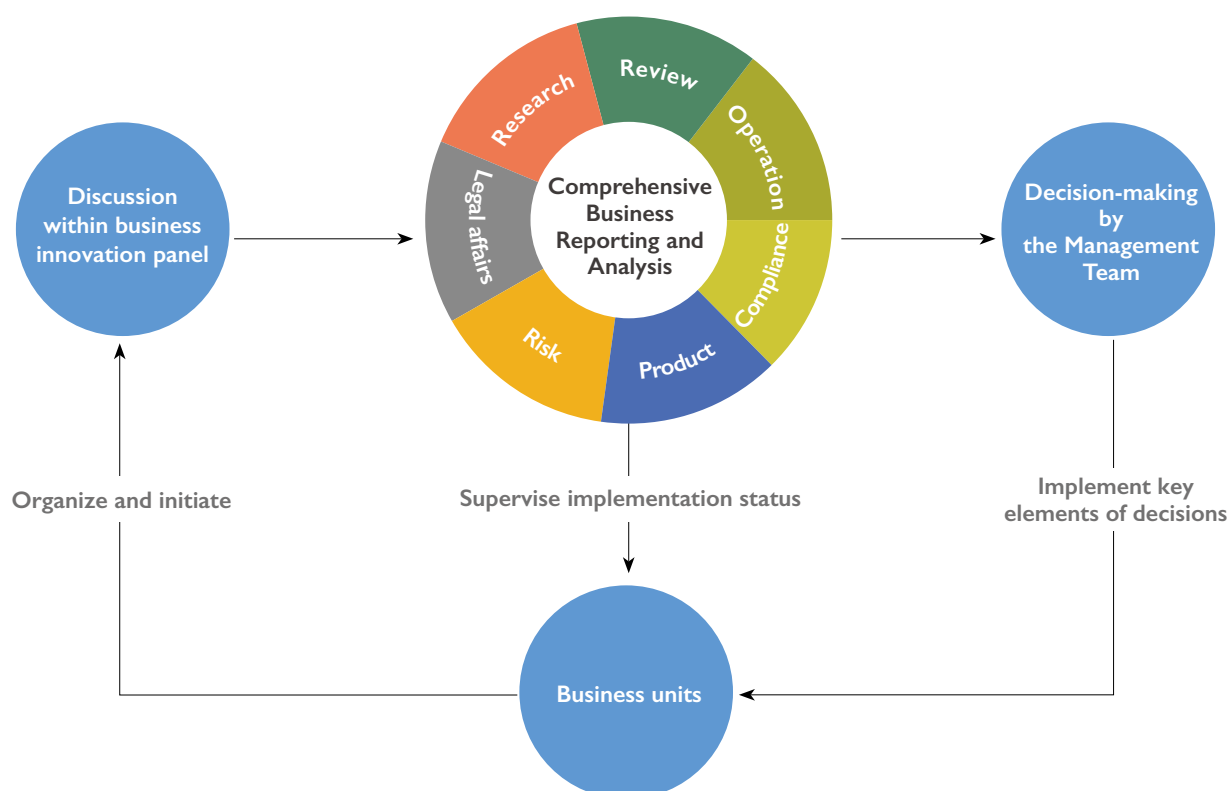 Review
Research
Operation
Legal affairs
Compliance
Risk
Product
Comprehensive
Business
Reporting and
Analysis
Discussion
within business
innovation panel
Decision-making
by
the Management
Team
Organize and initiate
Supervise implementation status
Implement key
elements of decisions
Business units